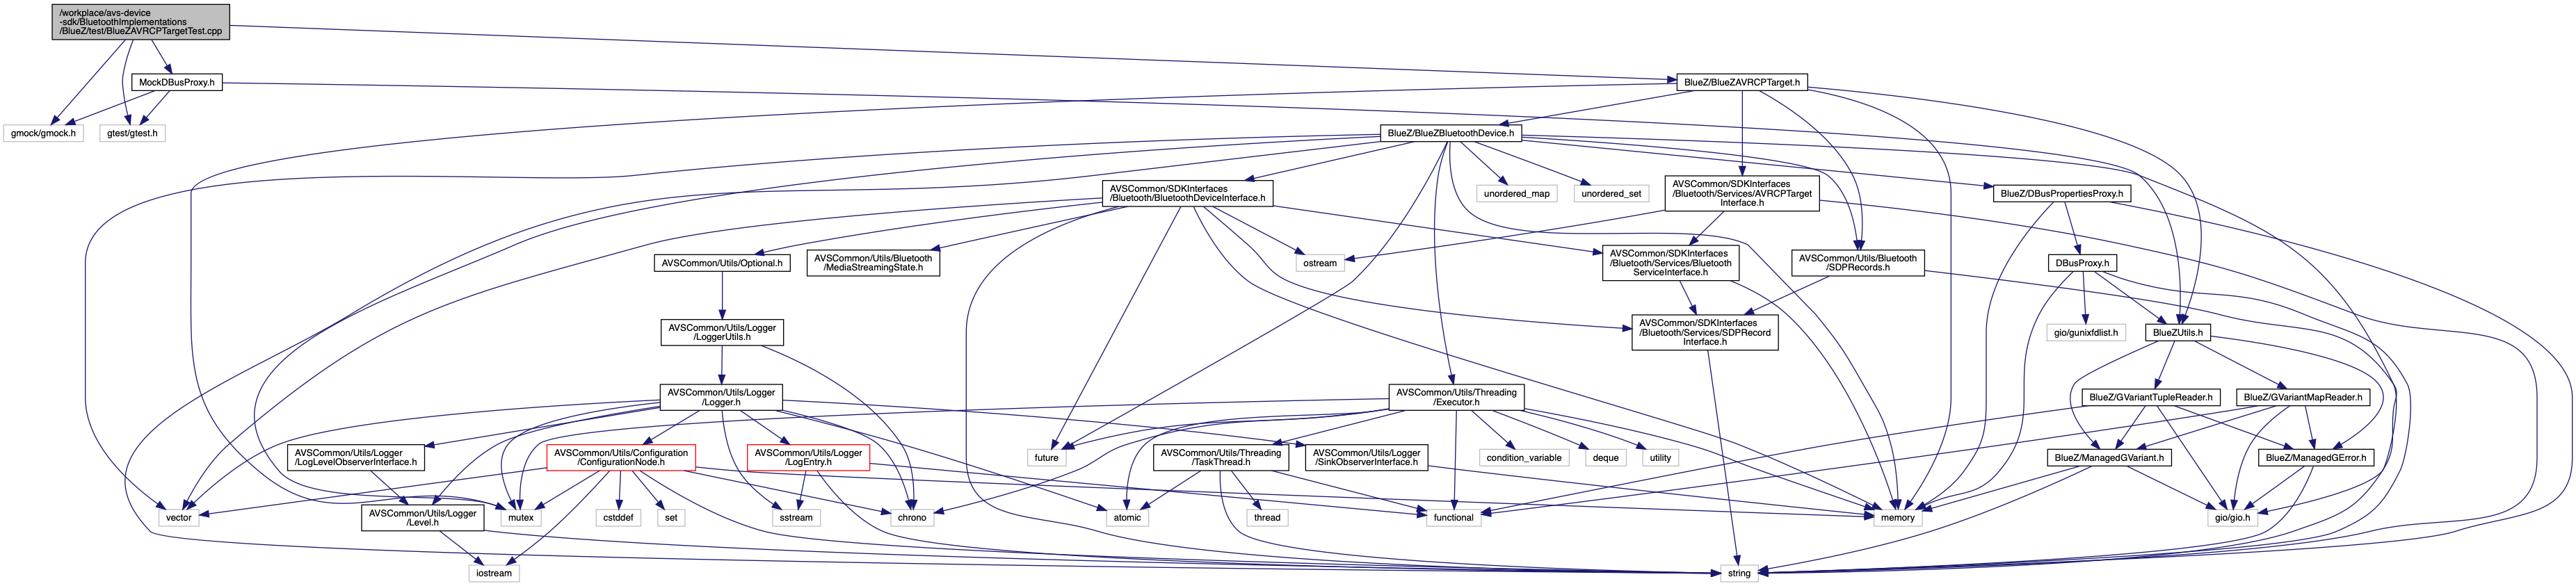 /workplace/avs-device
-sdk/BluetoothImplementations
/BlueZ/test/BlueZAVRCPTargetTest.cpp
MockDBusProxy.h
BlueZ/BlueZAVRCPTarget.h
gmock/gmock.h
gtest/gtest.h
BlueZ/BlueZBluetoothDevice.h
AVSCommon/SDKInterfaces
/Bluetooth/BluetoothDeviceInterface.h
unordered_map
unordered_set
AVSCommon/SDKInterfaces
/Bluetooth/Services/AVRCPTarget
Interface.h
BlueZ/DBusPropertiesProxy.h
AVSCommon/Utils/Optional.h
AVSCommon/Utils/Bluetooth
/MediaStreamingState.h
ostream
AVSCommon/SDKInterfaces
/Bluetooth/Services/Bluetooth
ServiceInterface.h
AVSCommon/Utils/Bluetooth
/SDPRecords.h
DBusProxy.h
AVSCommon/Utils/Logger
/LoggerUtils.h
AVSCommon/SDKInterfaces
/Bluetooth/Services/SDPRecord
Interface.h
gio/gunixfdlist.h
BlueZUtils.h
AVSCommon/Utils/Logger
/Logger.h
AVSCommon/Utils/Threading
/Executor.h
BlueZ/GVariantTupleReader.h
BlueZ/GVariantMapReader.h
AVSCommon/Utils/Logger
/LogLevelObserverInterface.h
AVSCommon/Utils/Configuration
/ConfigurationNode.h
AVSCommon/Utils/Logger
/LogEntry.h
future
AVSCommon/Utils/Threading
/TaskThread.h
AVSCommon/Utils/Logger
/SinkObserverInterface.h
condition_variable
deque
utility
BlueZ/ManagedGVariant.h
BlueZ/ManagedGError.h
vector
AVSCommon/Utils/Logger
/Level.h
mutex
cstddef
set
sstream
chrono
atomic
thread
functional
memory
gio/gio.h
iostream
string